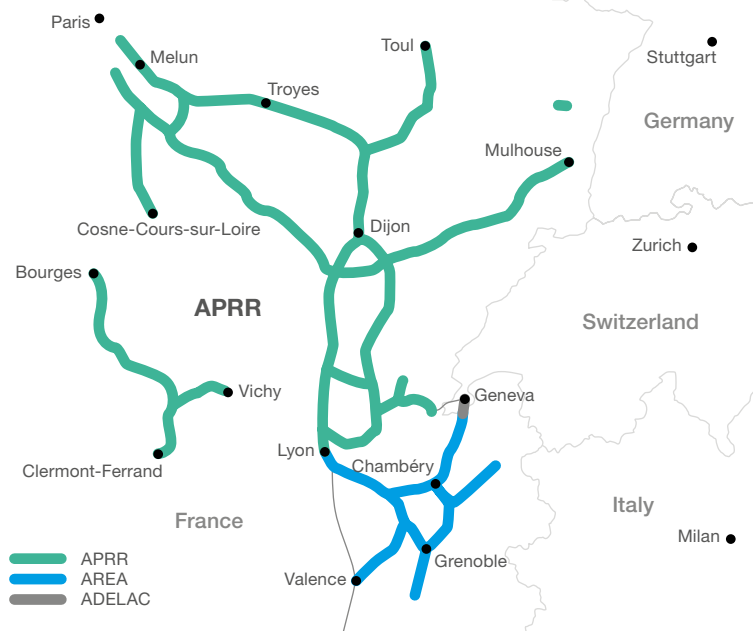 Paris
Melun
Toul
Stuttgart
Troyes
Germany
Mulhouse
Cosne-Cours-sur-Loire
Dijon
Zurich
Bourges
APRR
Switzerland
Vichy
Geneva
Lyon
Chambéry
Clermont-Ferrand
Italy
France
Milan
APRR
Grenoble
AREA
Valence
ADELAC